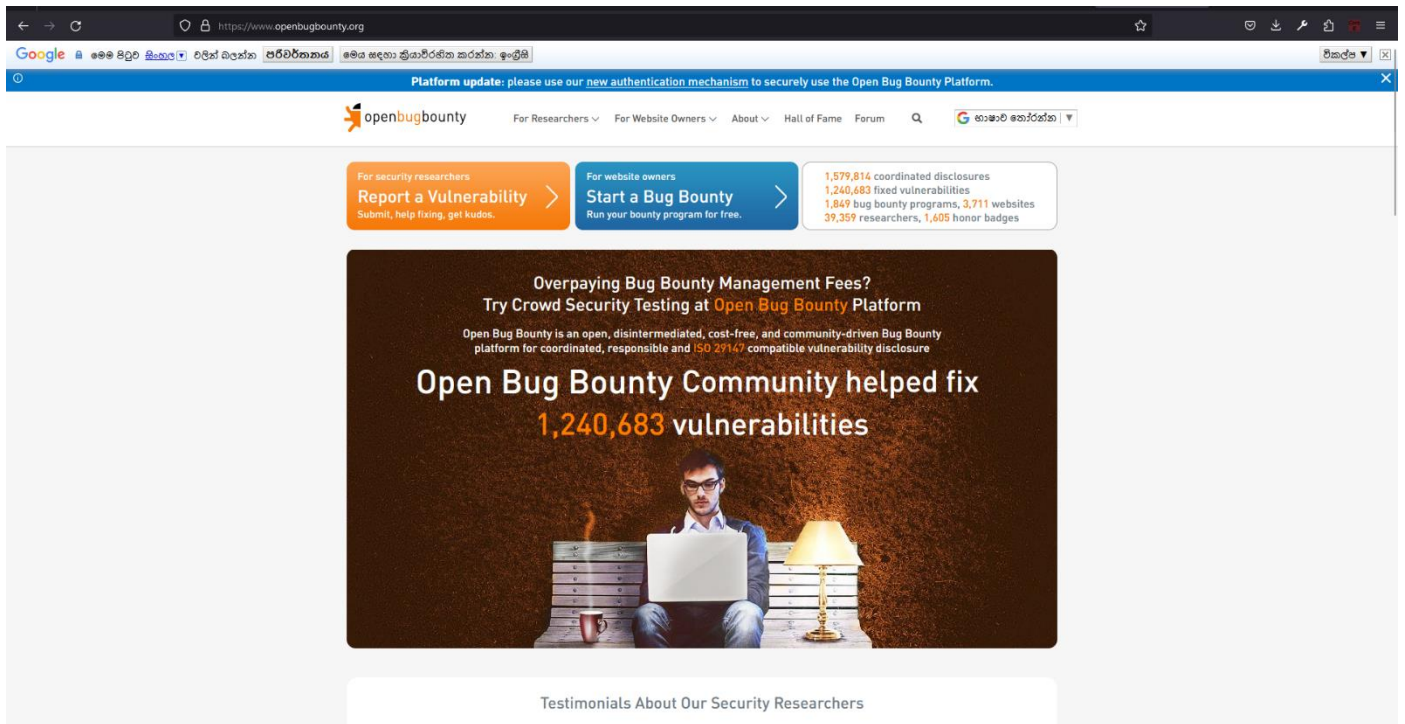 https://www.openbugbounty.org
Google මෙම පිටුව සිංහල වලින් බලන්න පරිවර්තනය මෙය සඳහා ක්‍රියාවිරහිත කරන්න: ඉංග්‍රීසි විකල්ප ▼
Platform update: please use our new authentication mechanism to securely use the Open Bug Bounty Platform.
openbugbounty For Researchers For Website Owners About Hall of Fame Forum G භාෂාව තෝරන්න ▼
For security researchers
Report a Vulnerability
Submit, help fixing, get kudos.
For website owners
Start a Bug Bounty
Run your bounty program for free.
1,579,814 coordinated disclosures
1,240,683 fixed vulnerabilities
1,849 bug bounty programs, 3,711 websites
39,359 researchers, 1,605 honor badges
Overpaying Bug Bounty Management Fees?
Try Crowd Security Testing at Open Bug Bounty Platform
Open Bug Bounty is an open, disintermediated, cost-free, and community-driven Bug Bounty
platform for coordinated, responsible and ISO 29147 compatible vulnerability disclosure
Open Bug Bounty Community helped fix
1,240,683 vulnerabilities
Testimonials About Our Security Researchers